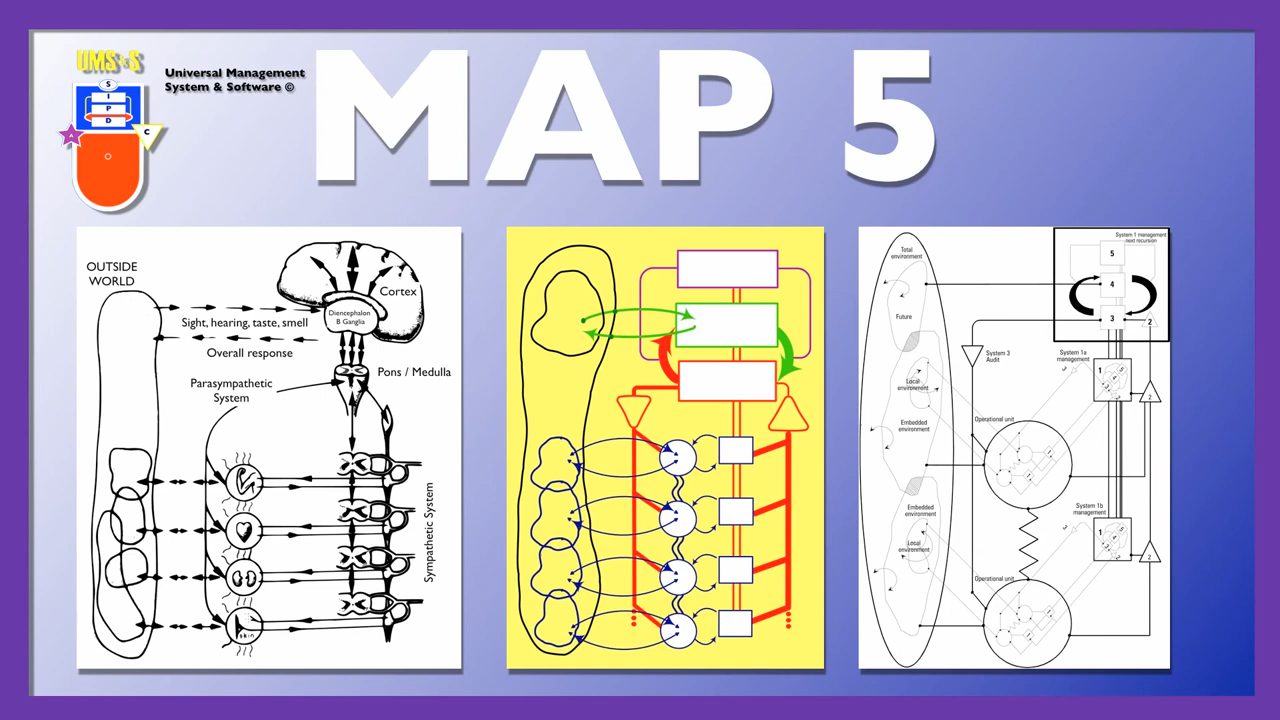 UMS&S
Universal Management
System & Software ©
S
I
P
D
A
C
MAP 5
OUTSIDE
WORLD
Cortex
Diencephalon
B Ganglia
Sight, hearing, taste, smell
Overall response
Pons / Medulla
Parasympathetic
System
Sympathetic System
skin
System 1 management
next recursion
Total
environment
5
4
3
2
Future
System 3
Audit
System 1a
management
1
2
Local
environment
Embedded
environment
Operational unit
Embedded
environment
System 1b
management
1
2
Local
environment
Operational unit